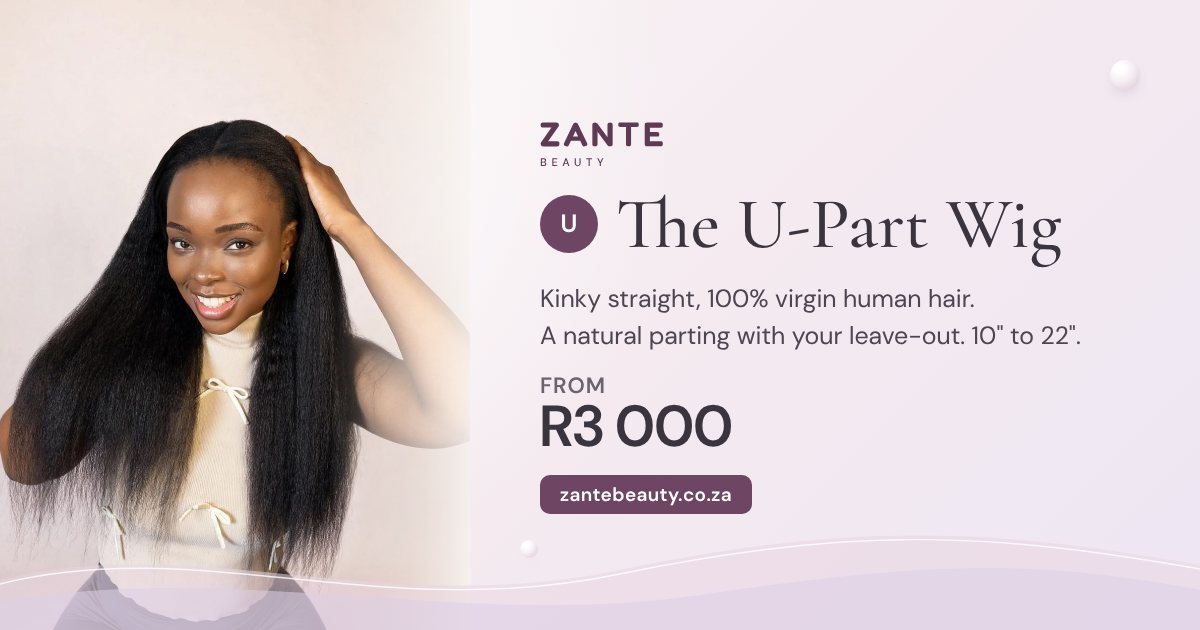 ZANTE
BEAUTY
U
The U-Part Wig
Kinky straight, 100% virgin human hair.
A natural parting with your leave-out. 10" to 22".
FROM
R3 000
zantebeauty.co.za